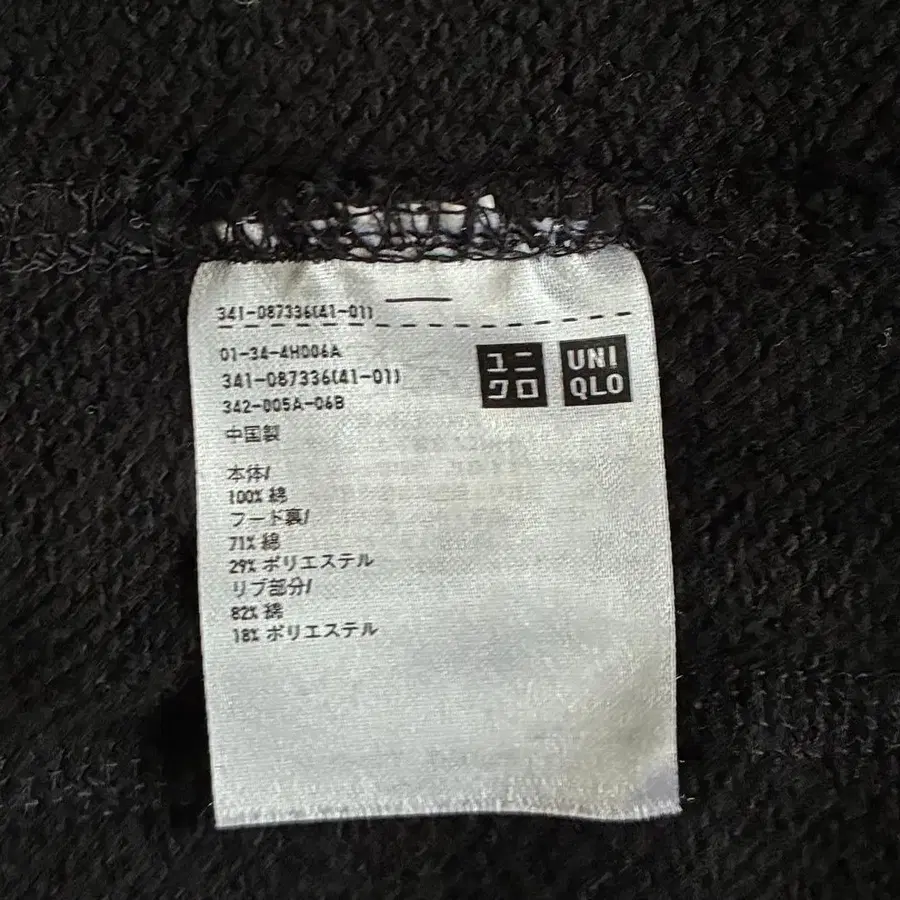 341-087336(41-01)
01-34-4H006A
341-087336(41-01)
342-005A-06B
中国製
ユニ
クロ
UNI
QLO
本体/
100% 綿
フード裏/
71% 綿
29% ポリエステル
リブ部分/
82% 綿
18% ポリエステル